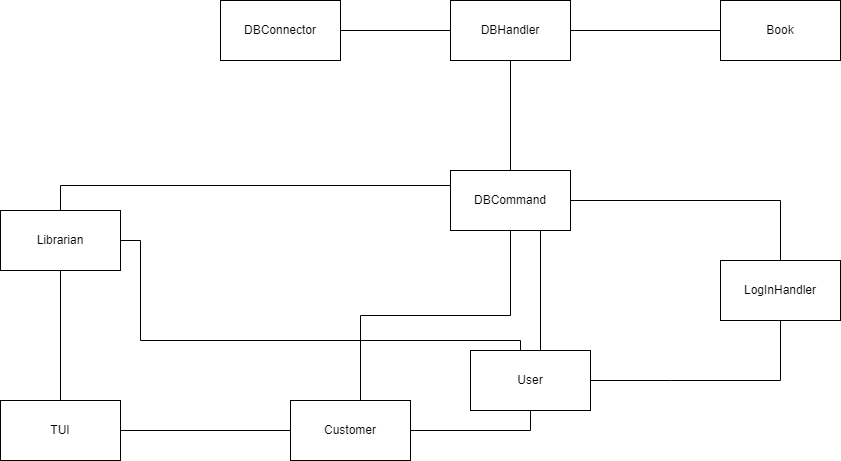 DBConnector
DBHandler
Book
DBCommand
Librarian
LogInHandler
User
TUI
Customer